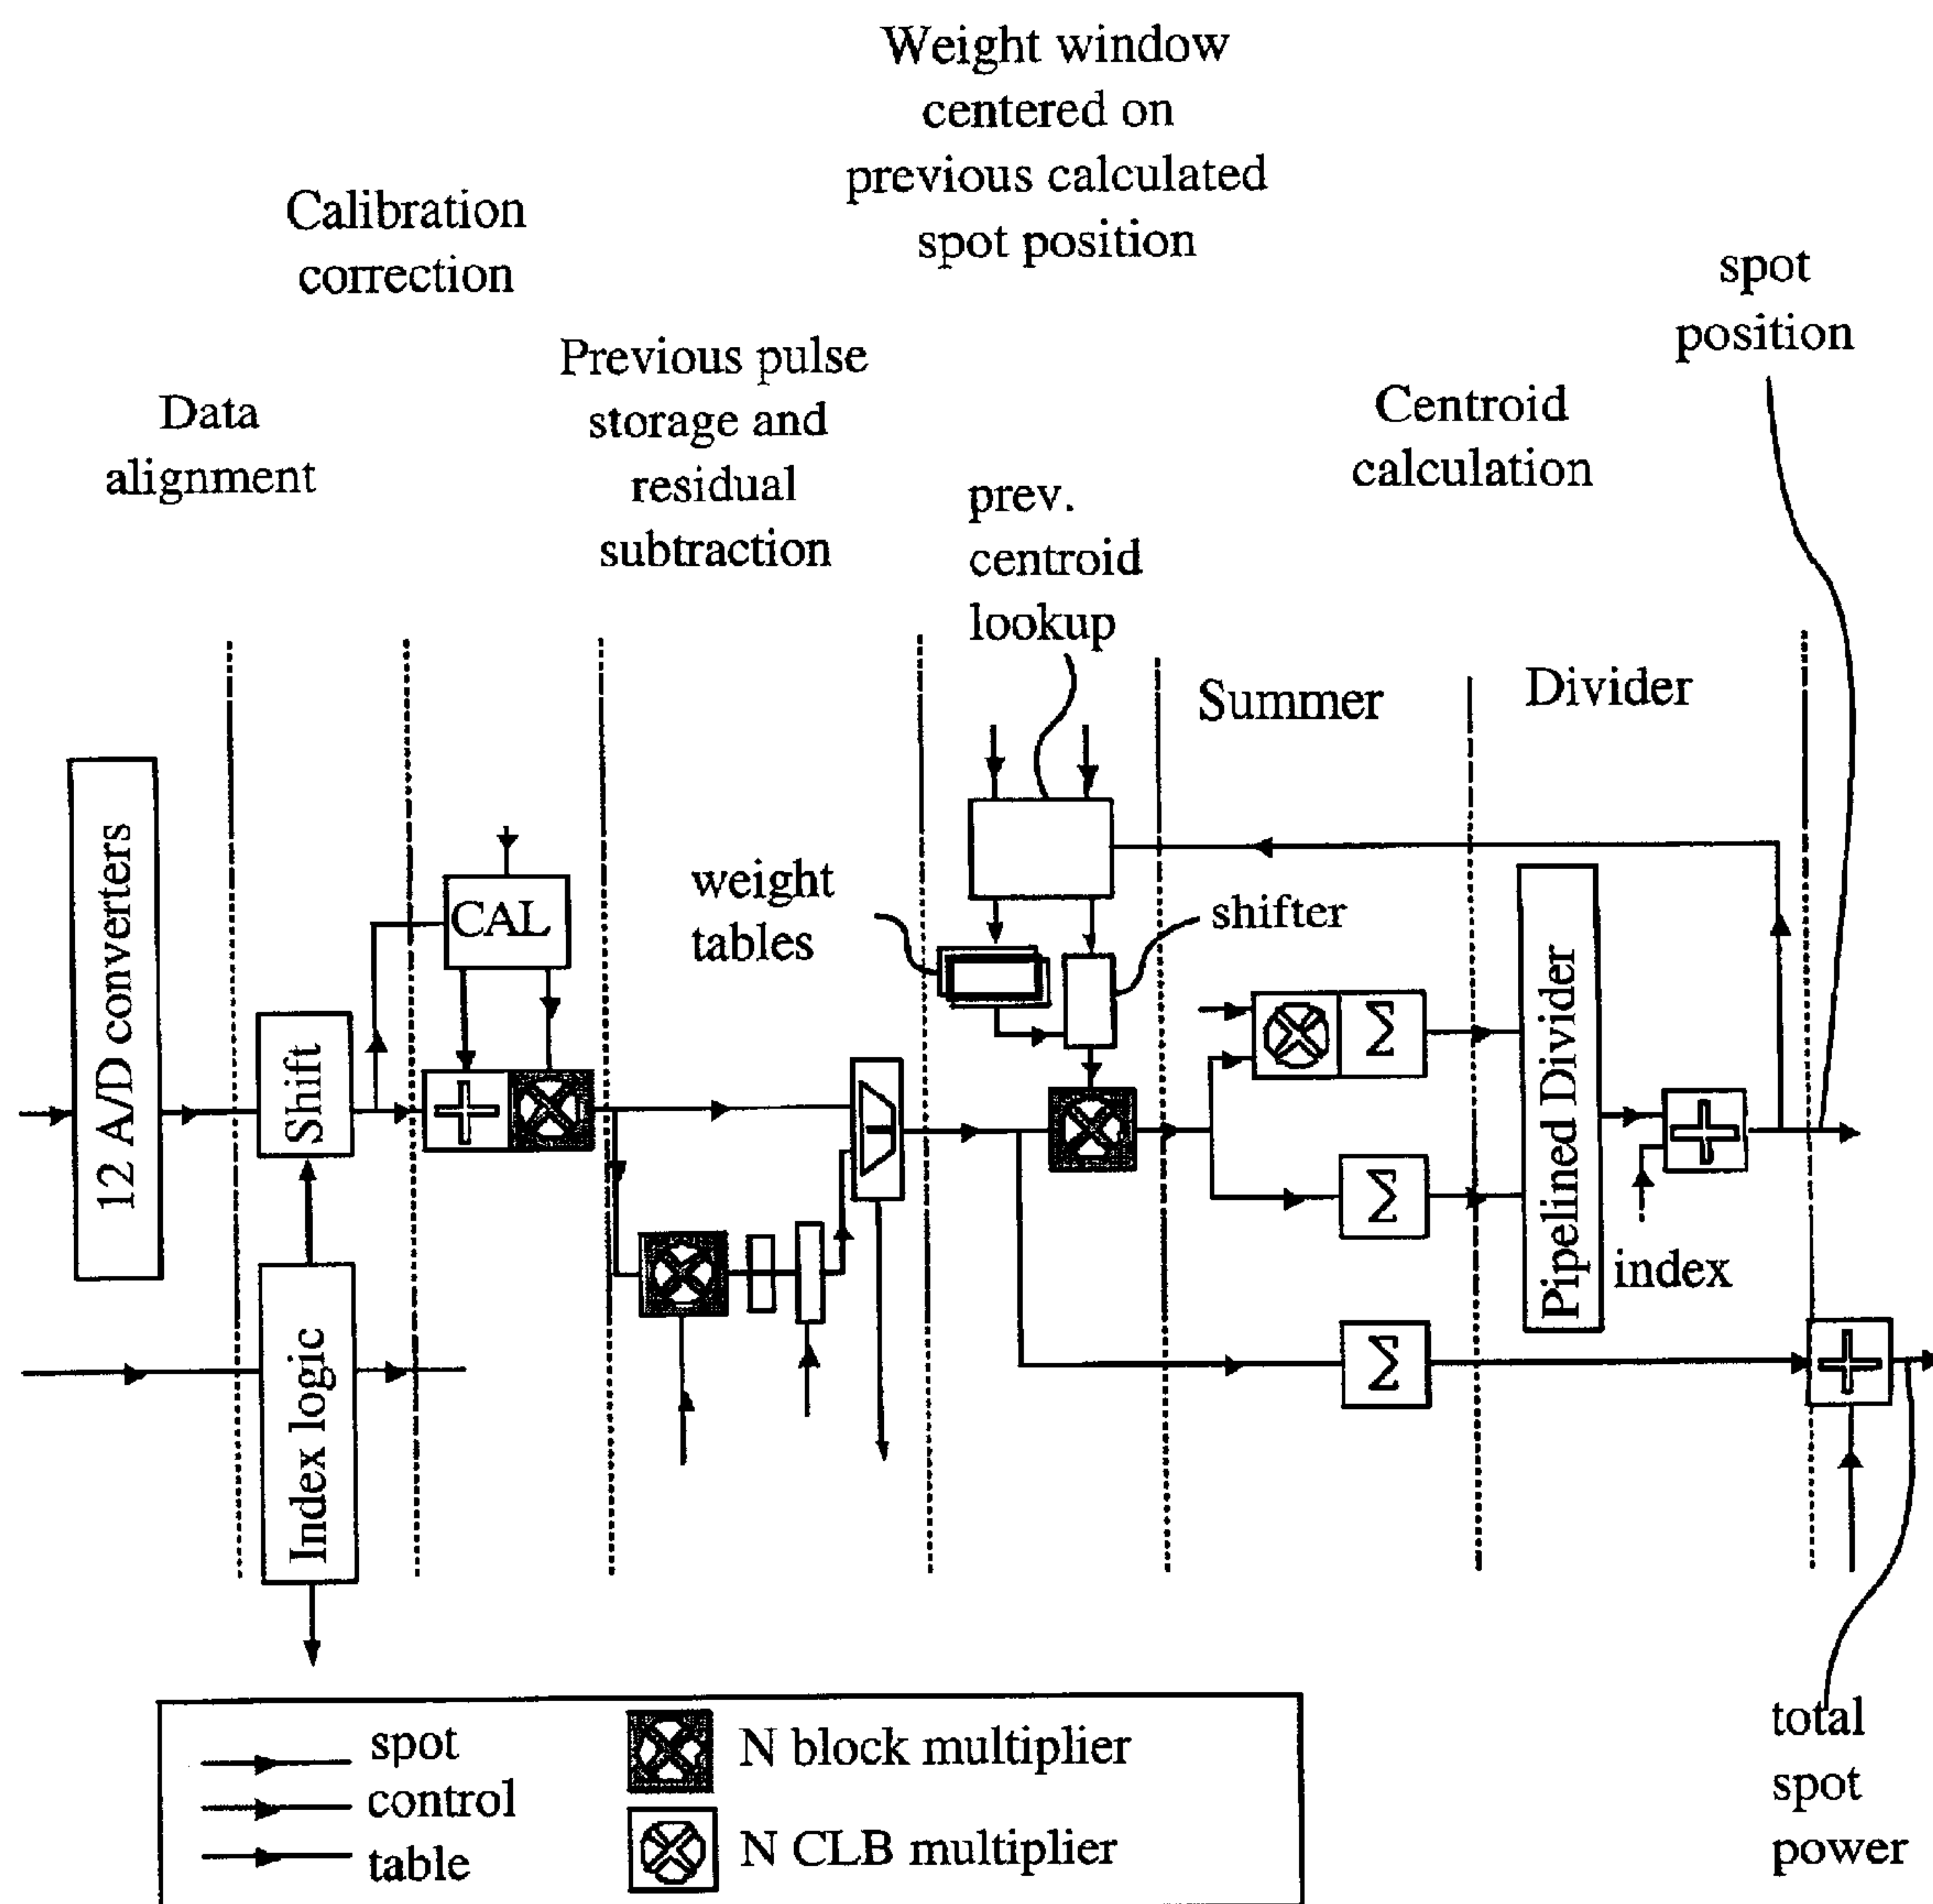 Weight window
centered on
previous calculated
spot position
Calibration
correction
spot
position
Previous pulse
storage and
residual
subtraction
Data
alignment
Centroid
calculation
prev.
centroid
lookup
Summer
Divider
12 A/D converters
CAL
weight
tables
shifter
Shift
Σ
Pipelined Divider
Σ
index
Index logic
Σ
spot
control
table
N block multiplier
N CLB multiplier
total
spot
power